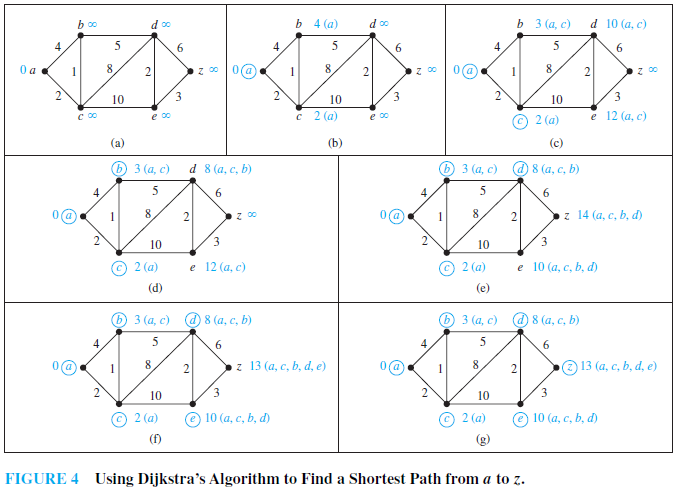 b ∞ d ∞
4 5 6
0 a 1 8 2 z ∞
2 10 3
c ∞ e ∞
(a)
b 4 (a) d ∞
4 5 6
0 a 1 8 2 z ∞
2 10 3
c 2 (a) e ∞
(b)
b 3 (a, c) d 10 (a, c)
4 5 6
0 a 1 8 2 z ∞
2 10 3
c 2 (a) e 12 (a, c)
(c)
b 3 (a, c) d 8 (a, c, b)
4 5 6
0 a 1 8 2 z ∞
2 10 3
c 2 (a) e 12 (a, c)
(d)
b 3 (a, c) d 8 (a, c, b)
4 5 6
0 a 1 8 2 z 14 (a, c, b, d)
2 10 3
c 2 (a) e 10 (a, c, b, d)
(e)
b 3 (a, c) d 8 (a, c, b)
4 5 6
0 a 1 8 2 z 13 (a, c, b, d, e)
2 10 3
c 2 (a) e 10 (a, c, b, d)
(f)
b 3 (a, c) d 8 (a, c, b)
4 5 6
0 a 1 8 2 z 13 (a, c, b, d, e)
2 10 3
c 2 (a) e 10 (a, c, b, d)
(g)
FIGURE 4 Using Dijkstra's Algorithm to Find a Shortest Path from a to z.